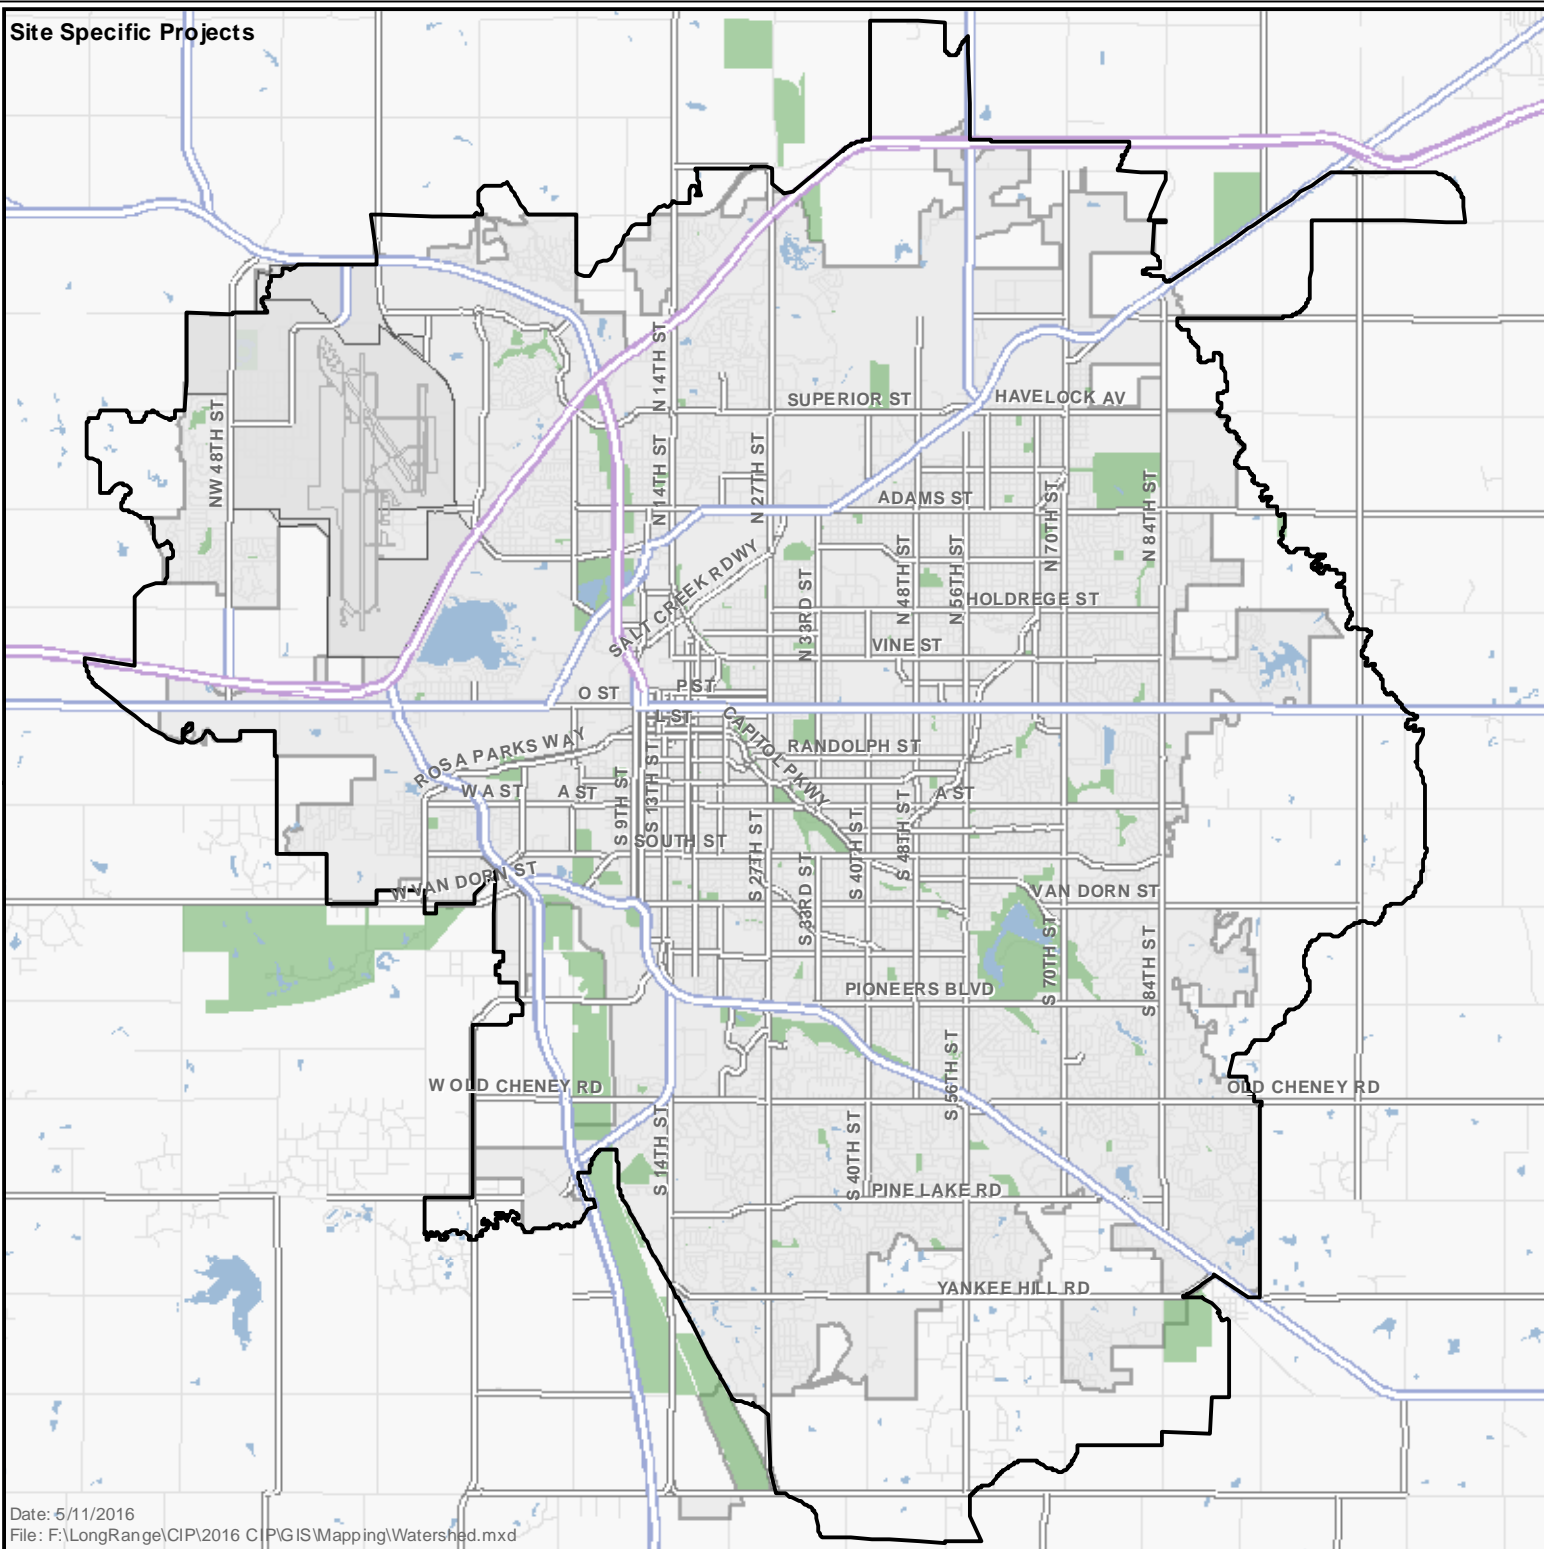 Site Specific Projects
N 14TH ST
SUPERIOR ST
HAVELOCK AV
NW 48TH ST
N 14TH ST
N 27TH ST
ADAMS ST
N 70TH ST
N 84TH ST
SALT CREEK RDWY
N 33RD ST
N 48TH ST
N 56TH ST
HOLDREGE ST
VINE ST
O ST
P ST
L ST
CAPITOL PKWY
RANDOLPH ST
ROSA PARKS WAY
W A ST
A ST
S 9TH ST
S 13TH ST
A ST
SOUTH ST
S 27TH ST
S 33RD ST
S 40TH ST
S 48TH ST
W VAN DORN ST
VAN DORN ST
S 70TH ST
S 84TH ST
PIONEERS BLVD
S 56TH ST
W OLD CHENEY RD
OLD CHENEY RD
S 14TH ST
S 40TH ST
PINE LAKE RD
YANKEE HILL RD
Date: 5/11/2016
File: F:\LongRange\CIP\2016 CIP\GIS\Mapping\Watershed.mxd